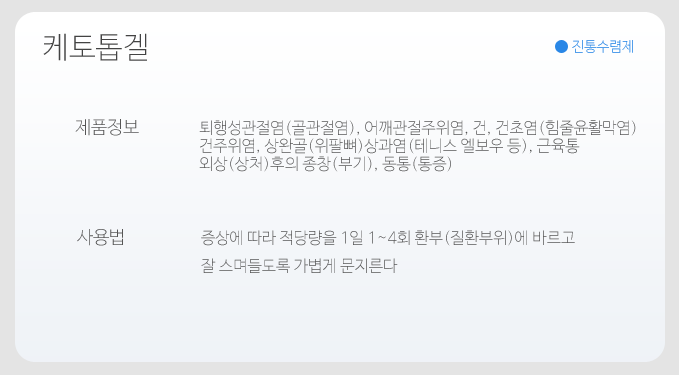 케토톱겔
진통수렴제
제품정보
퇴행성관절염(골관절염), 어깨관절주위염, 건, 건초염(힘줄윤활막염)
건주위염, 상완골(위팔뼈)상과염(테니스 엘보우 등), 근육통
외상(상처)후의 종창(부기), 동통(통증)
사용법
증상에 따라 적당량을 1일 1~4회 환부(질환부위)에 바르고
잘 스며들도록 가볍게 문지른다